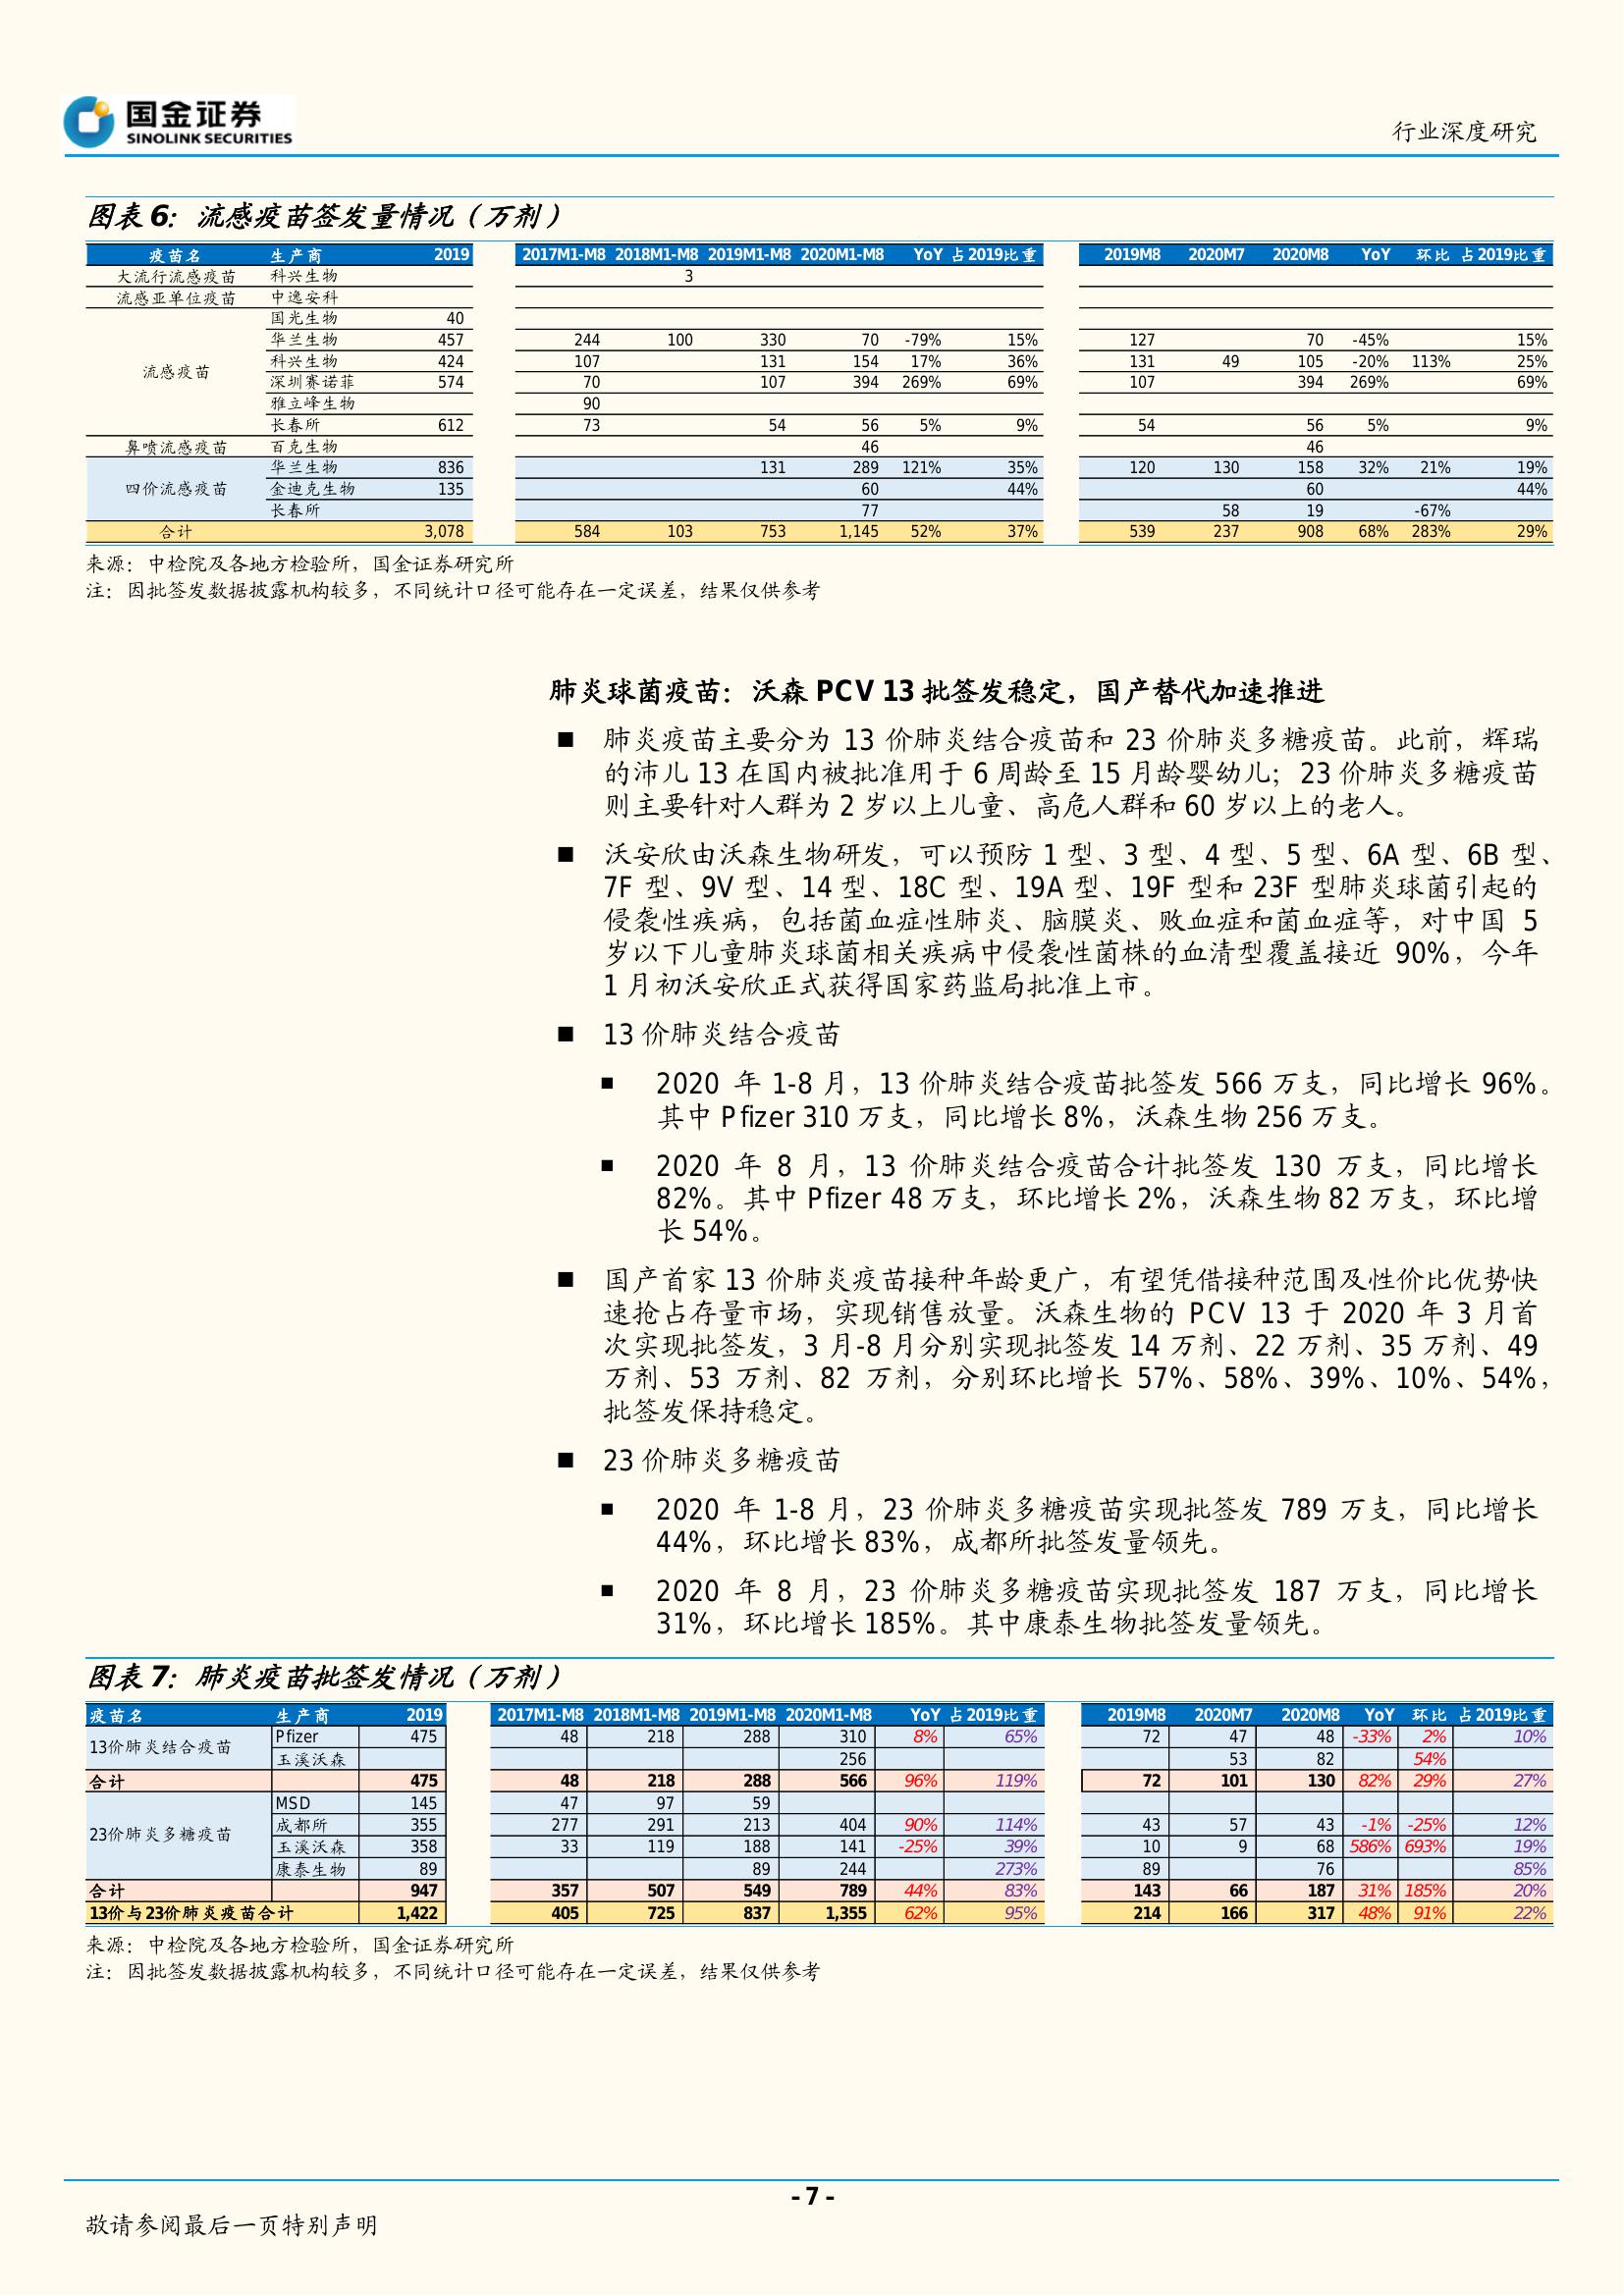 国金证券
SINOLINK SECURITIES
行业深度研究
图表6：流感疫苗签发量情况（万剂）
疫苗名 生产商 2019 2017M1-M8 2018M1-M8 2019M1-M8 2020M1-M8 YoY 占2019比重 2019M8 2020M7 2020M8 YoY 环比 占2019比重
大流行流感疫苗 科兴生物 3
流感亚单位疫苗 中逸安科
国光生物 40
华兰生物 457 244 100 330 70 -79% 15% 127 70 -45% 15%
流感疫苗 科兴生物 424 107 131 154 17% 36% 131 49 105 -20% 113% 25%
深圳赛诺菲 574 70 107 394 269% 69% 107 394 269% 69%
雅立峰生物 90
长春所 612 73 54 56 5% 9% 54 56 5% 9%
鼻喷流感疫苗 百克生物 46 46
华兰生物 836 131 289 121% 35% 120 130 158 32% 21% 19%
四价流感疫苗 金迪克生物 135 60 44% 60 44%
长春所 77 58 19 -67%
合计 3,078 584 103 753 1,145 52% 37% 539 237 908 68% 283% 29%
来源：中检院及各地方检验所，国金证券研究所
注：因批签发数据披露机构较多，不同统计口径可能存在一定误差，结果仅供参考
肺炎球菌疫苗：沃森 PCV 13 批签发稳定，国产替代加速推进
■ 肺炎疫苗主要分为 13 价肺炎结合疫苗和 23 价肺炎多糖疫苗。此前，辉瑞
的沛儿 13 在国内被批准用于 6 周龄至 15 月龄婴幼儿；23 价肺炎多糖疫苗
则主要针对人群为 2 岁以上儿童、高危人群和 60 岁以上的老人。
■ 沃安欣由沃森生物研发，可以预防 1 型、3 型、4 型、5 型、6A 型、6B 型、
7F 型、9V 型、14 型、18C 型、19A 型、19F 型和 23F 型肺炎球菌引起的
侵袭性疾病，包括菌血症性肺炎、脑膜炎、败血症和菌血症等，对中国 5
岁以下儿童肺炎球菌相关疾病中侵袭性菌株的血清型覆盖接近 90%，今年
1 月初沃安欣正式获得国家药监局批准上市。
■ 13 价肺炎结合疫苗
■ 2020 年 1-8 月，13 价肺炎结合疫苗批签发 566 万支，同比增长 96%。
其中 Pfizer 310 万支，同比增长 8%，沃森生物 256 万支。
■ 2020 年 8 月，13 价肺炎结合疫苗合计批签发 130 万支，同比增长
82%。其中 Pfizer 48 万支，环比增长 2%，沃森生物 82 万支，环比增
长 54%。
■ 国产首家 13 价肺炎疫苗接种年龄更广，有望凭借接种范围及性价比优势快
速抢占存量市场，实现销售放量。沃森生物的 PCV 13 于 2020 年 3 月首
次实现批签发，3 月-8 月分别实现批签发 14 万剂、22 万剂、35 万剂、49
万剂、53 万剂、82 万剂，分别环比增长 57%、58%、39%、10%、54%，
批签发保持稳定。
■ 23 价肺炎多糖疫苗
■ 2020 年 1-8 月，23 价肺炎多糖疫苗实现批签发 789 万支，同比增长
44%，环比增长 83%，成都所批签发量领先。
■ 2020 年 8 月，23 价肺炎多糖疫苗实现批签发 187 万支，同比增长
31%，环比增长 185%。其中康泰生物批签发量领先。
图表7：肺炎疫苗批签发情况（万剂）
疫苗名 生产商 2019 2017M1-M8 2018M1-M8 2019M1-M8 2020M1-M8 YoY 占2019比重 2019M8 2020M7 2020M8 YoY 环比 占2019比重
13价肺炎结合疫苗 Pfizer 475 48 218 288 310 8% 65% 72 47 48 -33% 2% 10%
玉溪沃森 256 53 82 54%
合计 475 48 218 288 566 96% 119% 72 101 130 82% 29% 27%
MSD 145 47 97 59
23价肺炎多糖疫苗 成都所 355 277 291 213 404 90% 114% 43 57 43 -1% -25% 12%
玉溪沃森 358 33 119 188 141 -25% 39% 10 9 68 586% 693% 19%
康泰生物 89 89 244 273% 89 76 85%
合计 947 357 507 549 789 44% 83% 143 66 187 31% 185% 20%
13价与23价肺炎疫苗合计 1,422 405 725 837 1,355 62% 95% 214 166 317 48% 91% 22%
来源：中检院及各地方检验所，国金证券研究所
注：因批签发数据披露机构较多，不同统计口径可能存在一定误差，结果仅供参考
- 7 -
敬请参阅最后一页特别声明